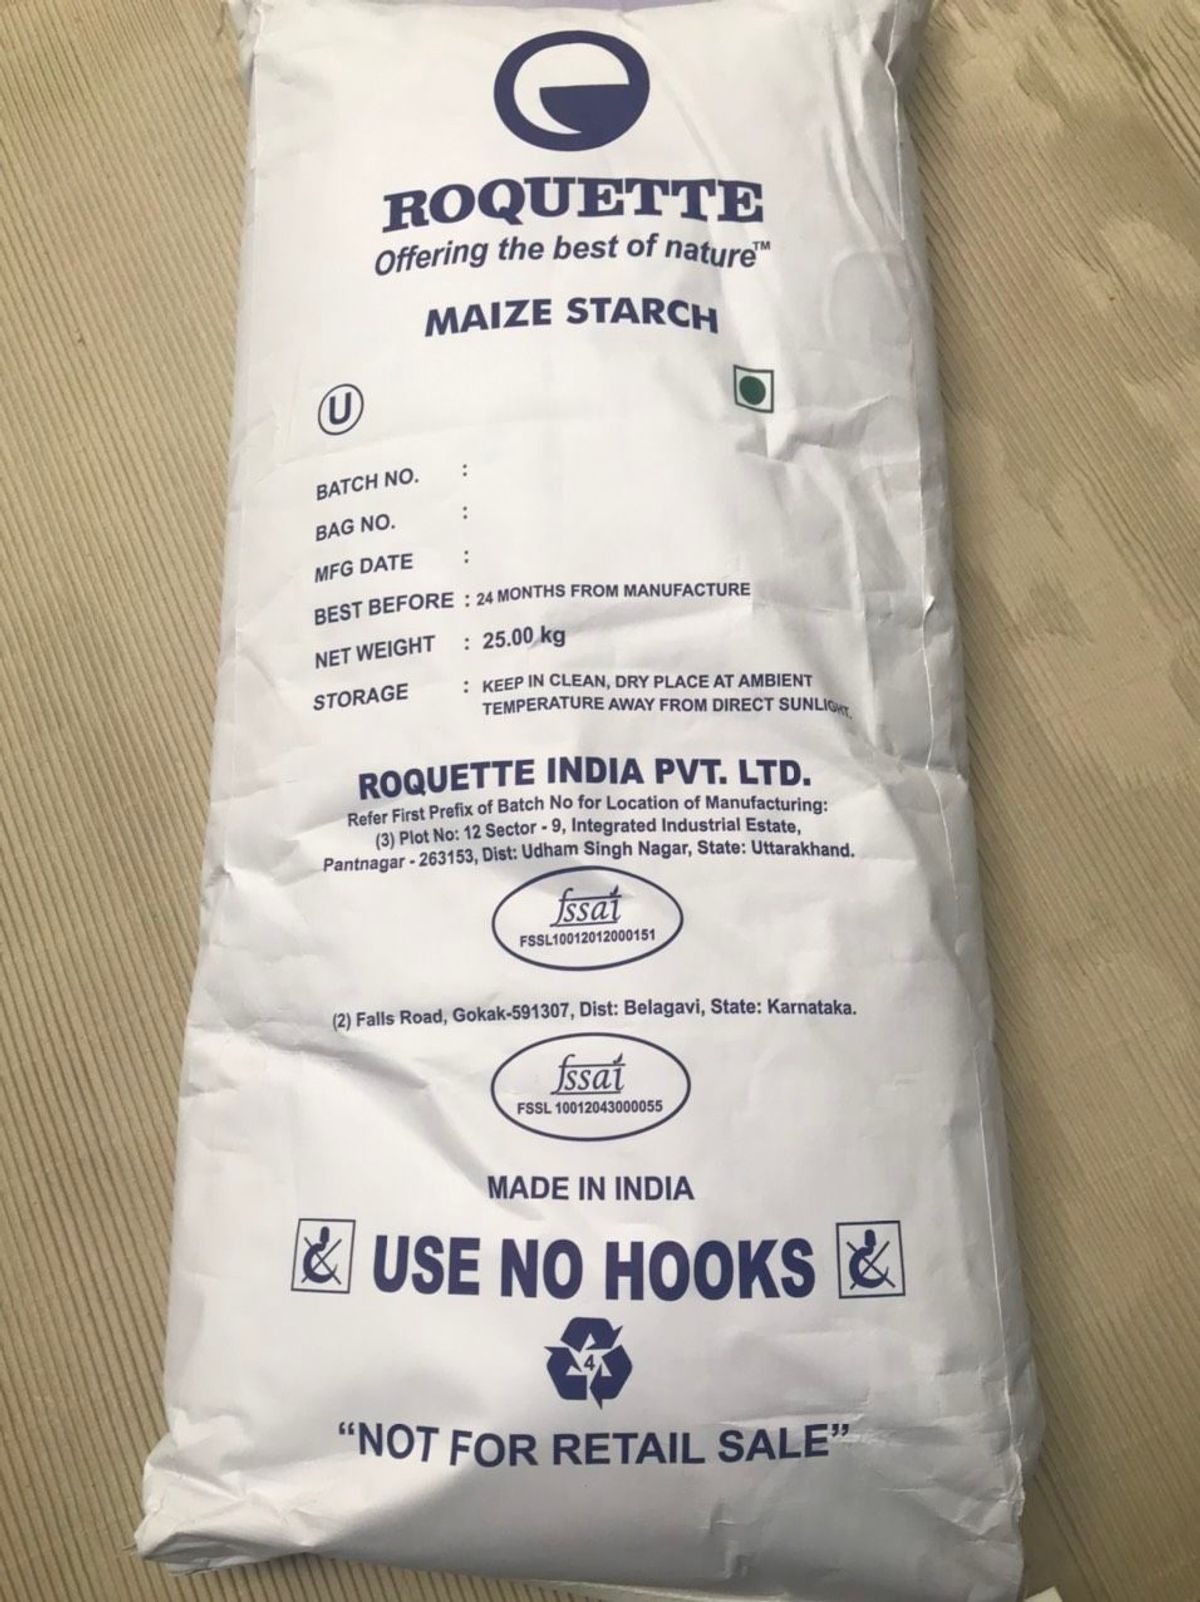 ROQUETTE
Offering the best of nature™
MAIZE STARCH
U
BATCH NO. :
BAG NO. :
MFG DATE :
BEST BEFORE : 24 MONTHS FROM MANUFACTURE
NET WEIGHT : 25.00 kg
STORAGE : KEEP IN CLEAN, DRY PLACE AT AMBIENT
TEMPERATURE AWAY FROM DIRECT SUNLIGHT.
ROQUETTE INDIA PVT. LTD.
Refer First Prefix of Batch No for Location of Manufacturing:
(3) Plot No: 12 Sector - 9, Integrated Industrial Estate,
Pantnagar - 263153, Dist: Udham Singh Nagar, State: Uttarakhand.
fssai
FSSL10012012000151
(2) Falls Road, Gokak-591307, Dist: Belagavi, State: Karnataka.
fssai
FSSL 10012043000055
MADE IN INDIA
USE NO HOOKS
4
“NOT FOR RETAIL SALE”